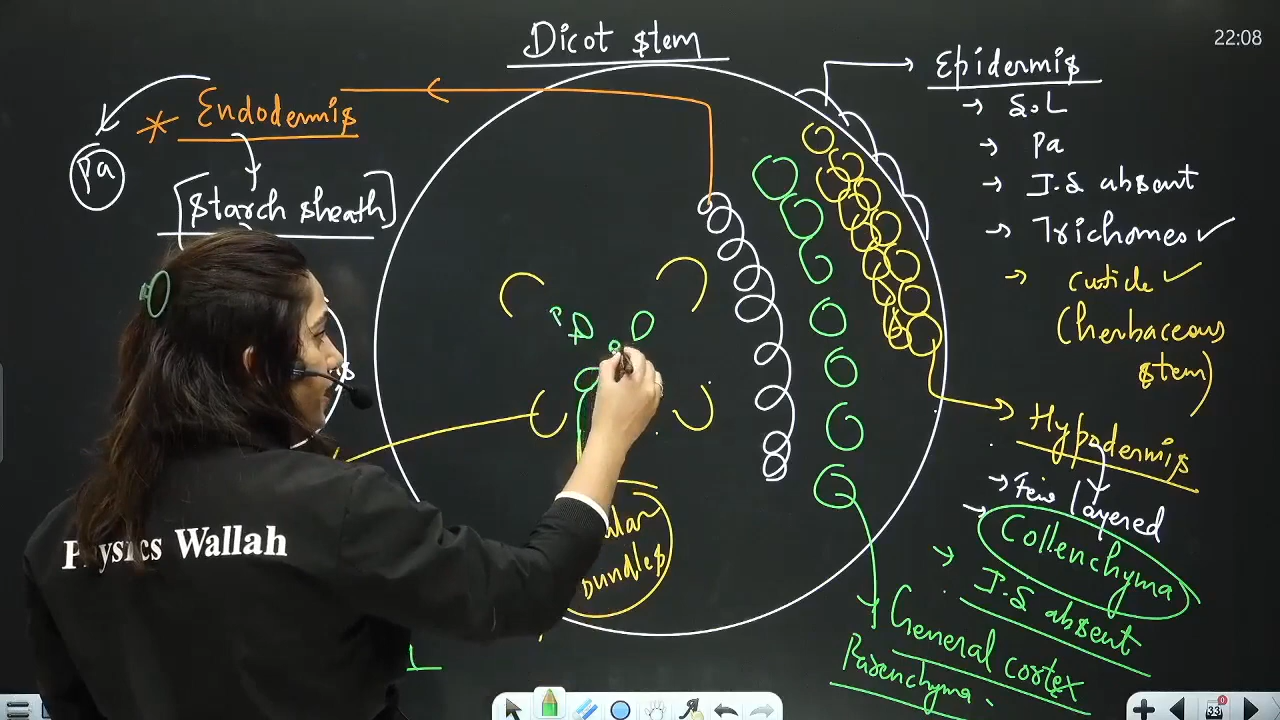 Dicot stem
22:08
Epidermis
→ S.L
→ Pa
→ I.S absent
→ Trichomes ✓
→ cuticle ✓
(herbaceous
stem)
* Endodermis
Pa
[Starch sheath]
Hypodermis
→ Few layered
→ Collenchyma
→ I.S absent
General cortex
Parenchyma
bundles
Physics Wallah
33